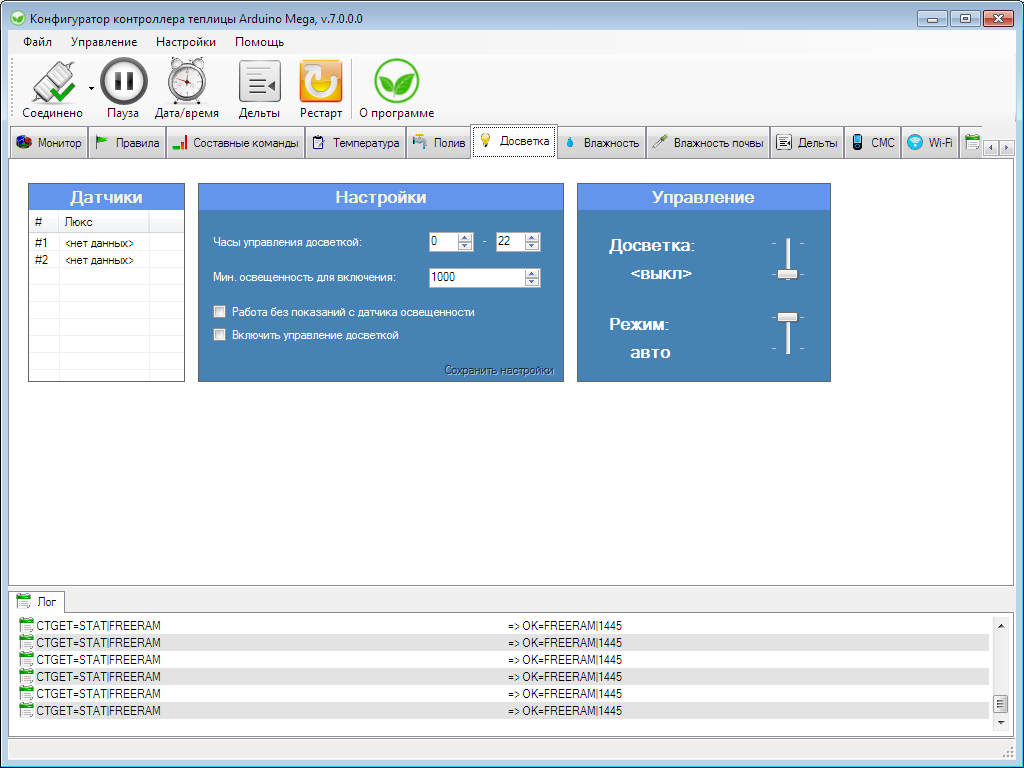 Конфигуратор контроллера теплицы Arduino Mega, v.7.0.0.0
Файл Управление Настройки Помощь
Соединено Пауза Дата/время Дельты Рестарт О программе
Монитор Правила Составные команды Температура Полив Досветка Влажность Влажность почвы Дельты СМС Wi-Fi
Датчики
# Люкс
#1 <нет данных>
#2 <нет данных>
Настройки
Часы управления досветкой: 0 - 22
Мин. освещенность для включения: 1000
Работа без показаний с датчика освещенности
Включить управление досветкой
Сохранить настройки
Управление
Досветка:
<выкл>
Режим:
авто
Лог
CTGET=STAT|FREERAM => OK=FREERAM|1445
CTGET=STAT|FREERAM => OK=FREERAM|1445
CTGET=STAT|FREERAM => OK=FREERAM|1445
CTGET=STAT|FREERAM => OK=FREERAM|1445
CTGET=STAT|FREERAM => OK=FREERAM|1445
CTGET=STAT|FREERAM => OK=FREERAM|1445